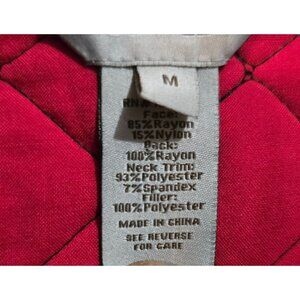 M
RN#
Face:
85%Rayon
15%Nylon
Back:
100%Rayon
Neck Trim:
93%Polyester
7%Spandex
Filler:
100%Polyester
MADE IN CHINA
SEE REVERSE
FOR CARE